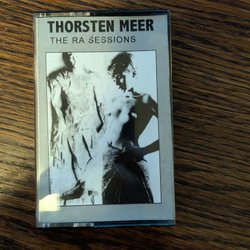 THORSTEN MEER
THE RA SESSIONS